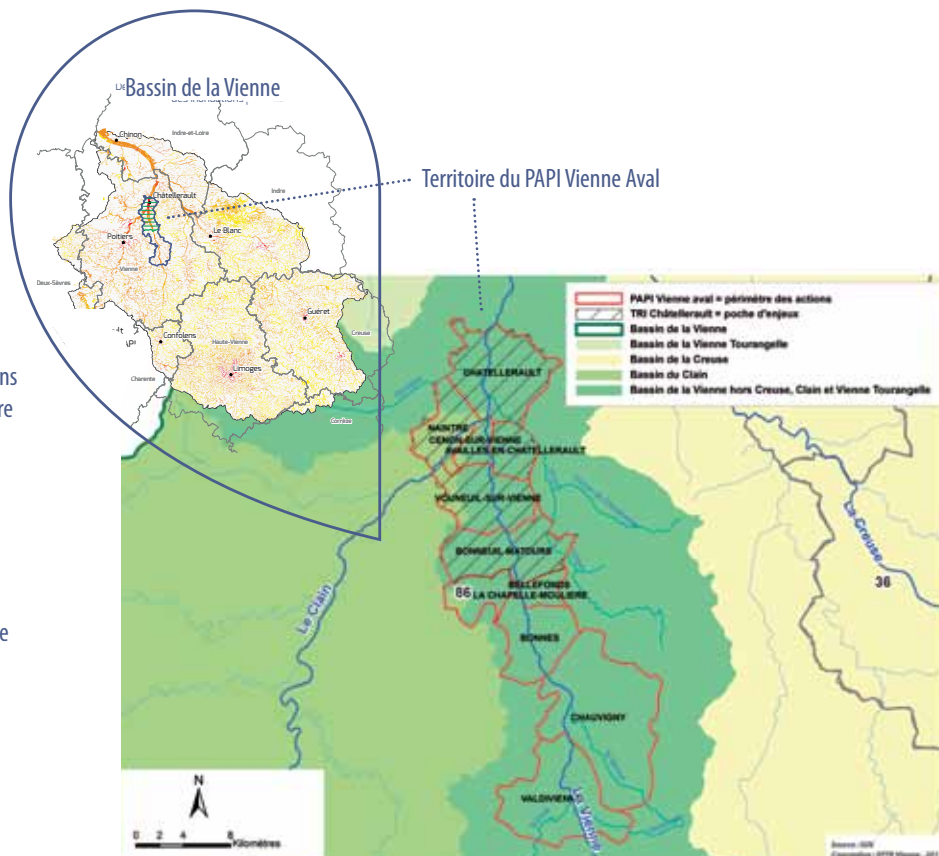 Bassin de la Vienne
Chinon
Indre-et-Loire
Châtellerault
Indre
Poitiers
Le Blanc
Vienne
Deux-Sèvres
Guéret
Creuse
Confolens
Haute-Vienne
Limoges
Charente
Corrèze
Territoire du PAPI Vienne Aval
ns
re
e
PAPI Vienne aval = périmètre des actions
TRI Châtellerault = poche d'enjeux
Bassin de la Vienne
Bassin de la Vienne Tourangelle
Bassin de la Creuse
Bassin du Clain
Bassin de la Vienne hors Creuse, Clain et Vienne Tourangelle
CHATELLERAULT
NAINTRE
CENON-SUR-VIENNE
AVAILLES-EN-CHATELLERAULT
VOUNEUIL-SUR-VIENNE
BONNEUIL-MATOURS
BELLEFONDS
86 LA CHAPELLE-MOULIERE
BONNES
CHAUVIGNY
VALDIVIENNE
Le Clain
La Vienne
La Creuse
36
N
0 2 4 8
Kilomètres